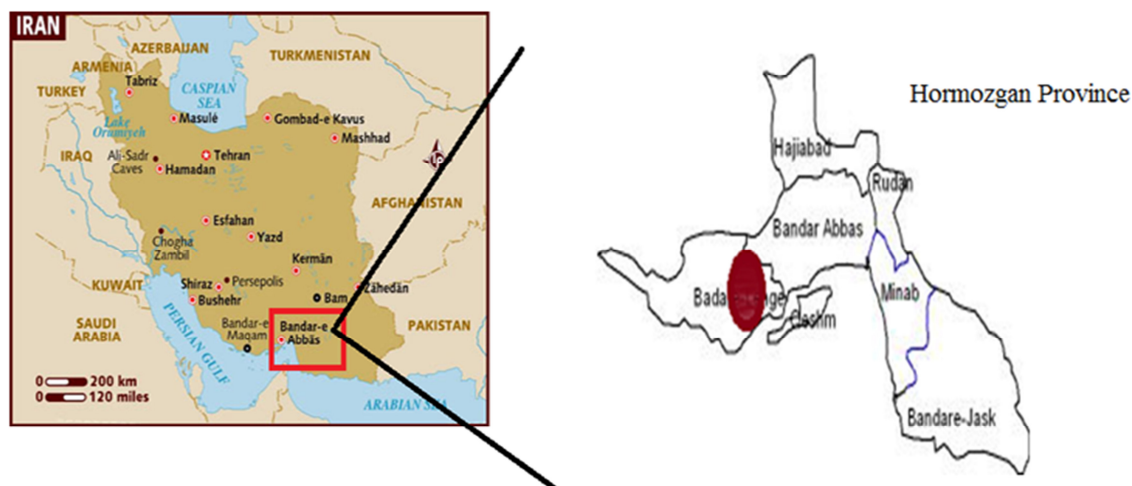 IRAN
AZERBAIJAN
ARMENIA
TURKMENISTAN
TURKEY
Tabriz
CASPIAN
SEA
Masulé
Gombad-e Kavus
Mashhad
Lake
Orumiyeh
IRAQ
Ali-Sadr
Caves
Tehran
Hamadan
AFGHANISTAN
Esfahan
Yazd
Chogha
Zambil
Kermān
KUWAIT
Shiraz
Persepolis
Zāhedān
Bushehr
Bam
SAUDI
ARABIA
PERSIAN GULF
Bandar-e
Maqam
Bandar-e
Abbās
PAKISTAN
0 200 km
0 120 miles
ARABIAN SEA
Hormozgan Province
Hajiabad
Rudan
Bandar Abbas
Minab
Qeshm
Bandare-Jask